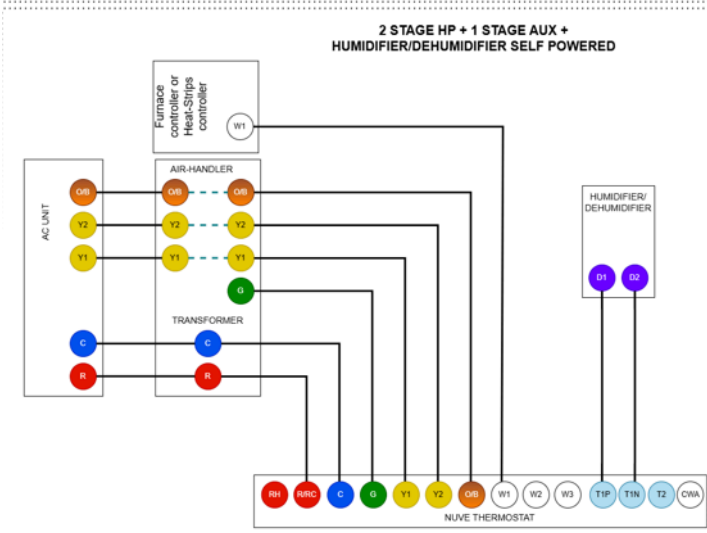 2 STAGE HP + 1 STAGE AUX +
HUMIDIFIER/DEHUMIDIFIER SELF POWERED
Furnace
controller or
Heat-Strips
controller
W1
AIR-HANDLER
AC UNIT
O/B
O/B
O/B
Y2
Y2
Y2
Y1
Y1
Y1
G
TRANSFORMER
C
C
R
R
HUMIDIFIER/
DEHUMIDIFIER
D1
D2
RH
R/RC
C
G
Y1
Y2
O/B
W1
W2
W3
T1P
T1N
T2
CWA
NUVE THERMOSTAT